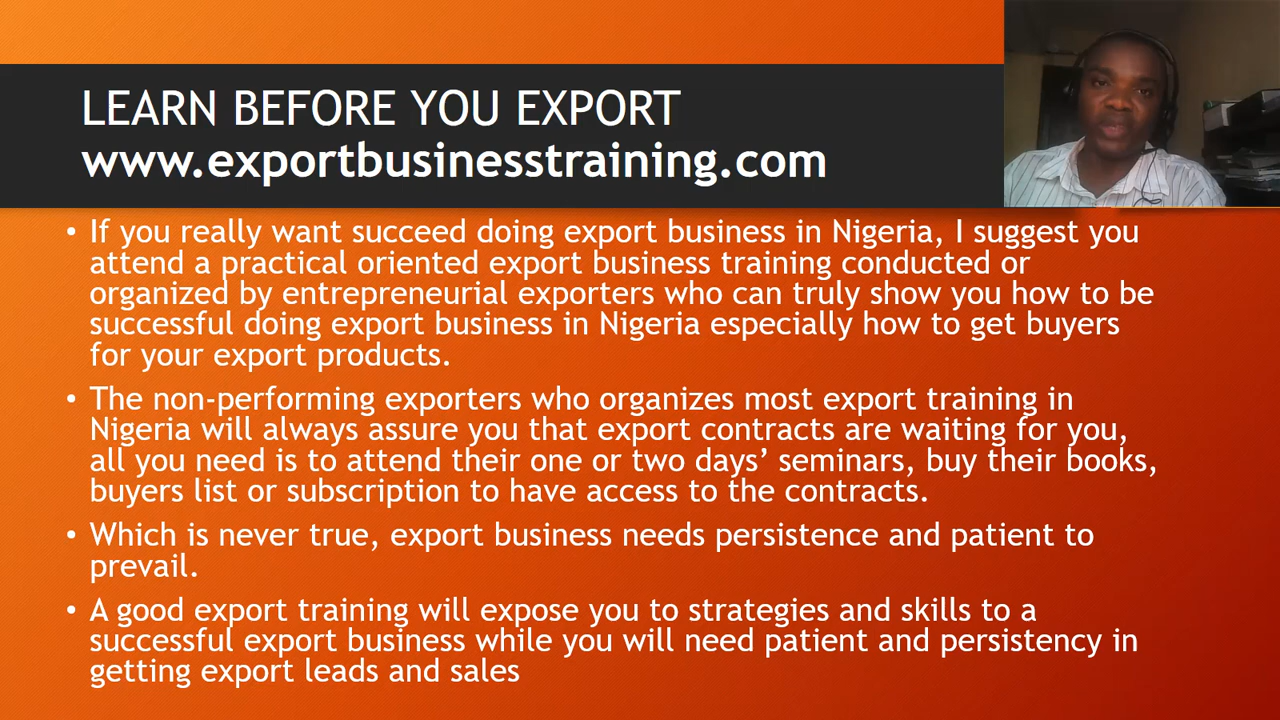 LEARN BEFORE YOU EXPORT
www.exportbusinesstraining.com
• If you really want succeed doing export business in Nigeria, I suggest you
attend a practical oriented export business training conducted or
organized by entrepreneurial exporters who can truly show you how to be
successful doing export business in Nigeria especially how to get buyers
for your export products.
• The non-performing exporters who organizes most export training in
Nigeria will always assure you that export contracts are waiting for you,
all you need is to attend their one or two days’ seminars, buy their books,
buyers list or subscription to have access to the contracts.
• Which is never true, export business needs persistence and patient to
prevail.
• A good export training will expose you to strategies and skills to a
successful export business while you will need patient and persistency in
getting export leads and sales